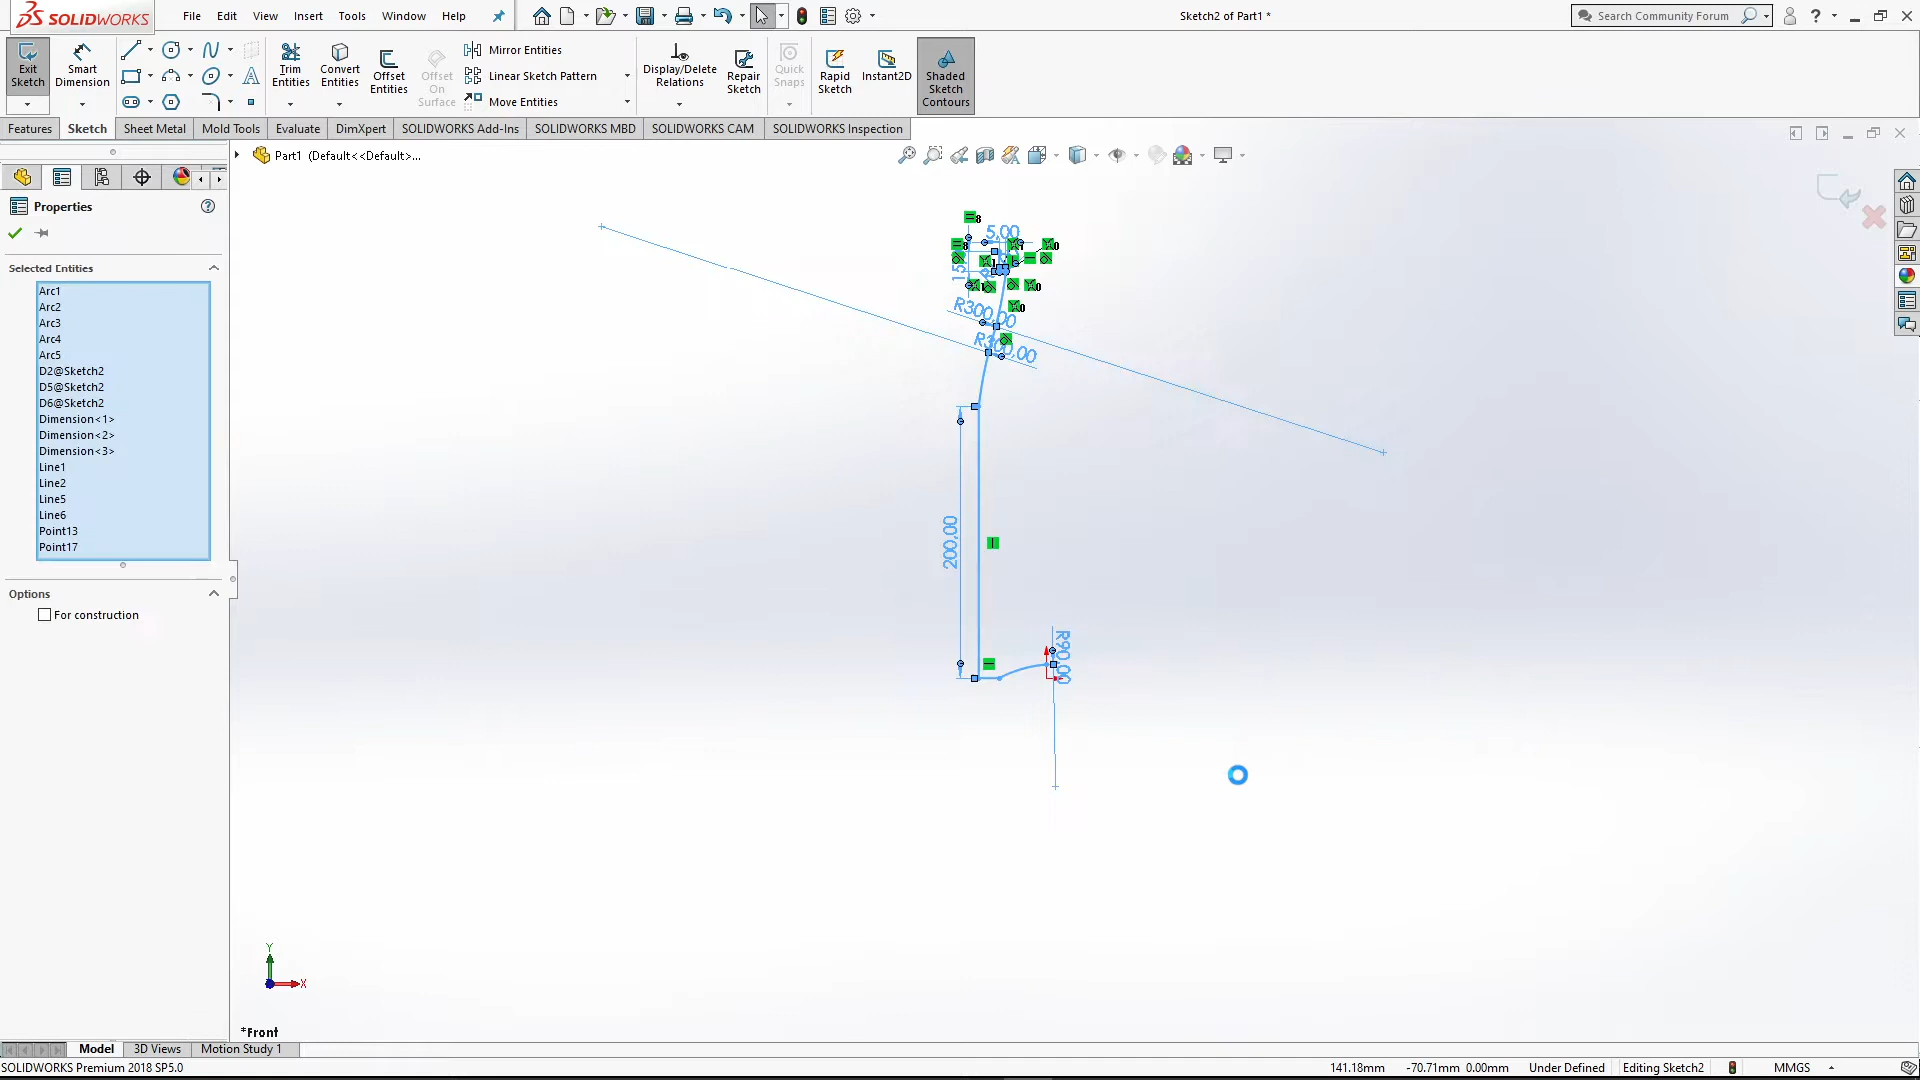 SOLIDWORKS
File Edit View Insert Tools Window Help
Sketch2 of Part1 *
Search Community Forum
Exit Sketch
Smart Dimension
Trim Entities
Convert Entities
Offset Entities
Offset On Surface
Mirror Entities
Linear Sketch Pattern
Move Entities
Display/Delete Relations
Repair Sketch
Quick Snaps
Rapid Sketch
Instant2D
Shaded Sketch Contours
Features Sketch Sheet Metal Mold Tools Evaluate DimXpert SOLIDWORKS Add-Ins SOLIDWORKS MBD SOLIDWORKS CAM SOLIDWORKS Inspection
Part1 (Default<<Default>...
Properties
Selected Entities
Arc1
Arc2
Arc3
Arc4
Arc5
D2@Sketch2
D5@Sketch2
D6@Sketch2
Dimension<1>
Dimension<2>
Dimension<3>
Line1
Line2
Line5
Line6
Point13
Point17
Options
For construction
5,00
R300,00
R300,00
200,00
R90,00
Y
X
*Front
Model 3D Views Motion Study 1
SOLIDWORKS Premium 2018 SP5.0
141.18mm -70.71mm 0.00mm Under Defined Editing Sketch2 MMGS